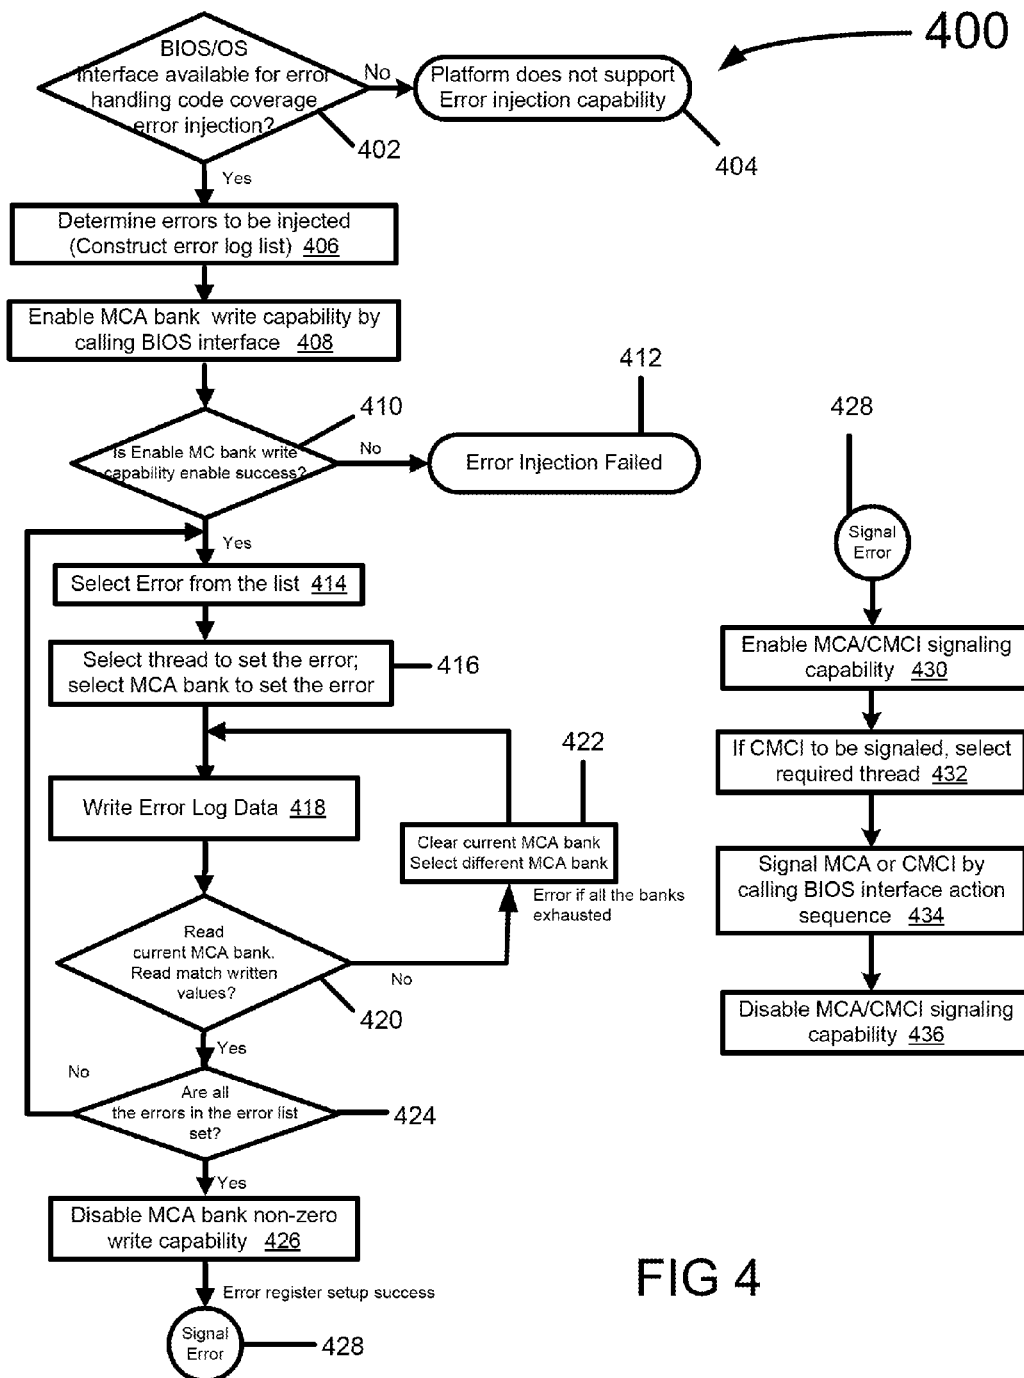 400
BIOS/OS
Interface available for error
handling code coverage
error injection?
402
No
Platform does not support
Error injection capability
404
Yes
Determine errors to be injected
(Construct error log list) 406
Enable MCA bank write capability by
calling BIOS interface 408
410
Is Enable MC bank write
capability enable success?
No
412
Error Injection Failed
Yes
Select Error from the list 414
Select thread to set the error;
select MCA bank to set the error
416
Write Error Log Data 418
422
Clear current MCA bank
Select different MCA bank
Error if all the banks
exhausted
Read
current MCA bank.
Read match written
values?
420
No
Yes
No
Are all
the errors in the error list
set?
424
Yes
Disable MCA bank non-zero
write capability 426
Error register setup success
Signal
Error
428
428
Signal
Error
Enable MCA/CMCI signaling
capability 430
If CMCI to be signaled, select
required thread 432
Signal MCA or CMCI by
calling BIOS interface action
sequence 434
Disable MCA/CMCI signaling
capability 436
FIG 4